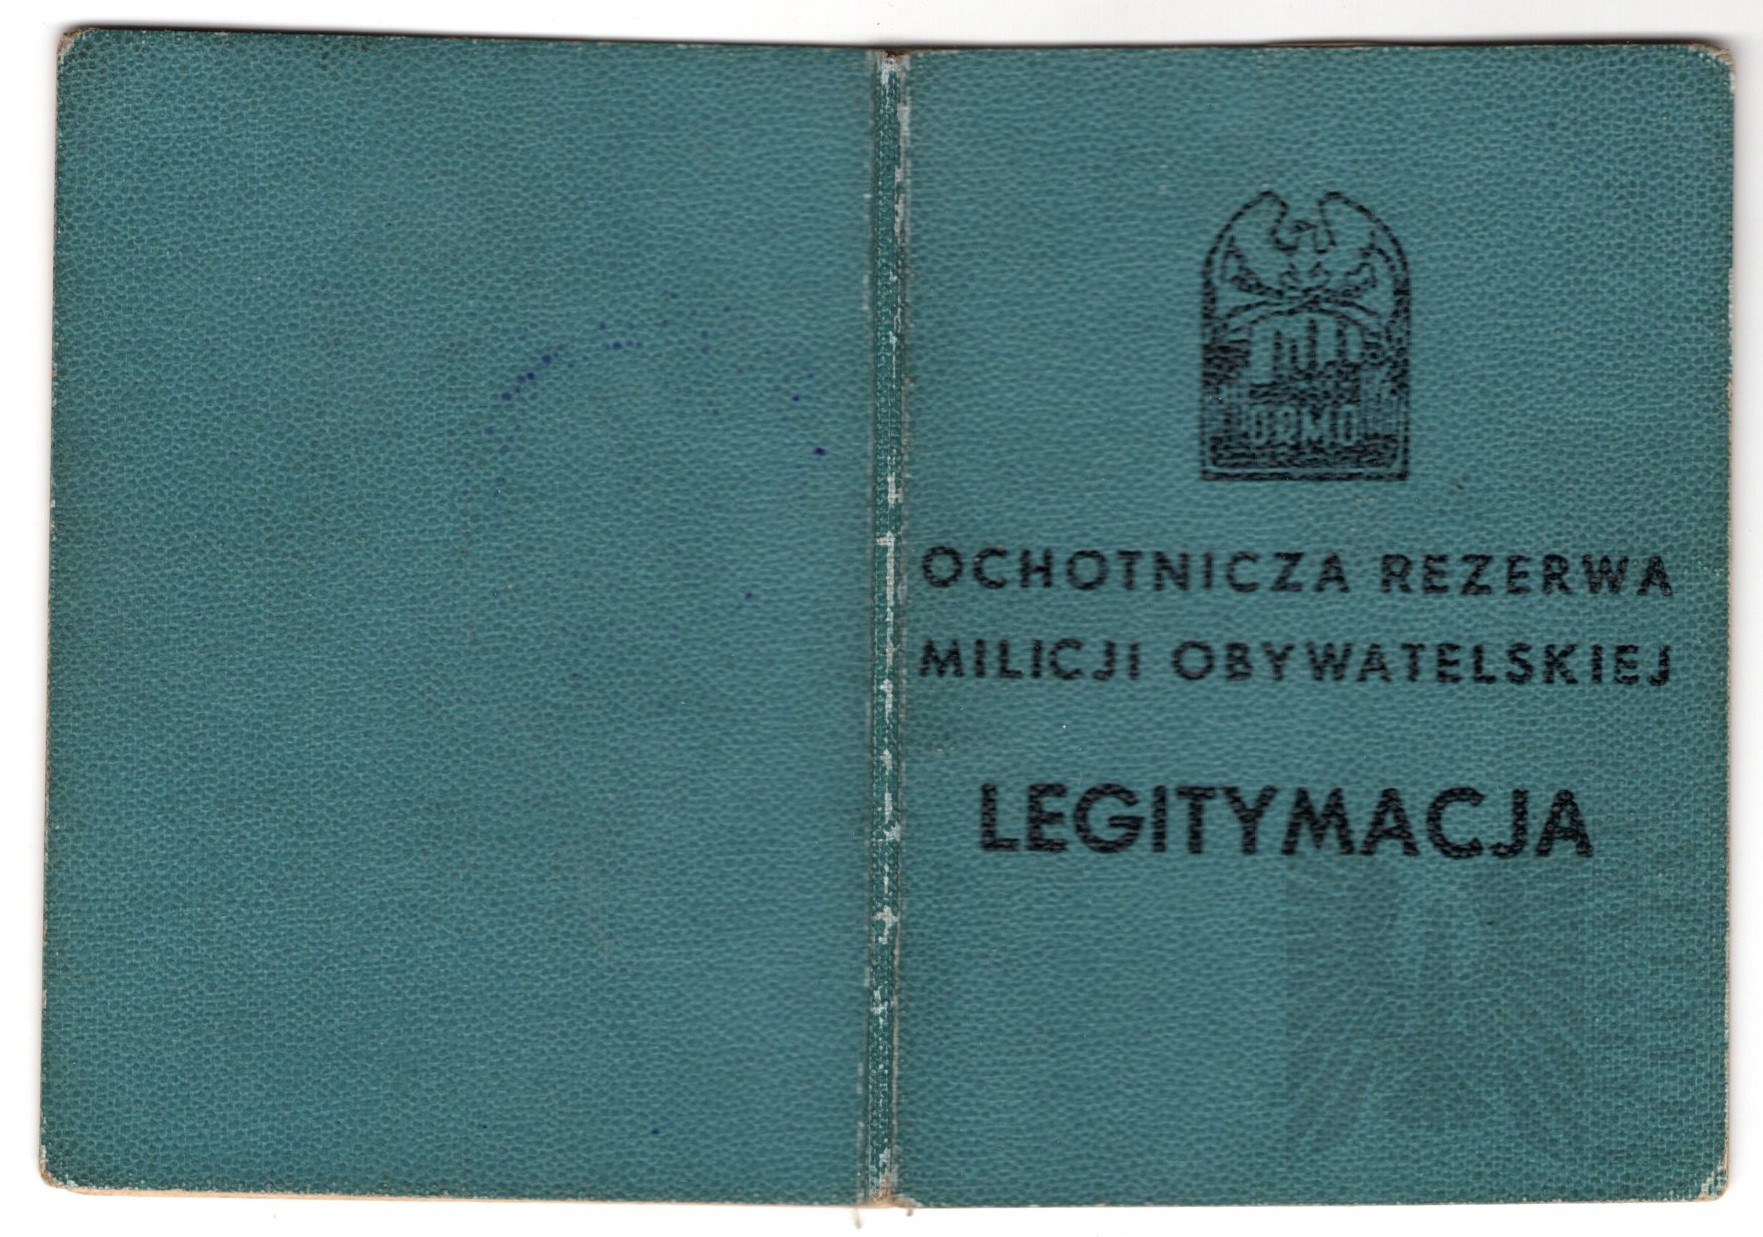 ORMO
OCHOTNICZA REZERWA
MILICJI OBYWATELSKIEJ
LEGITYMACJA